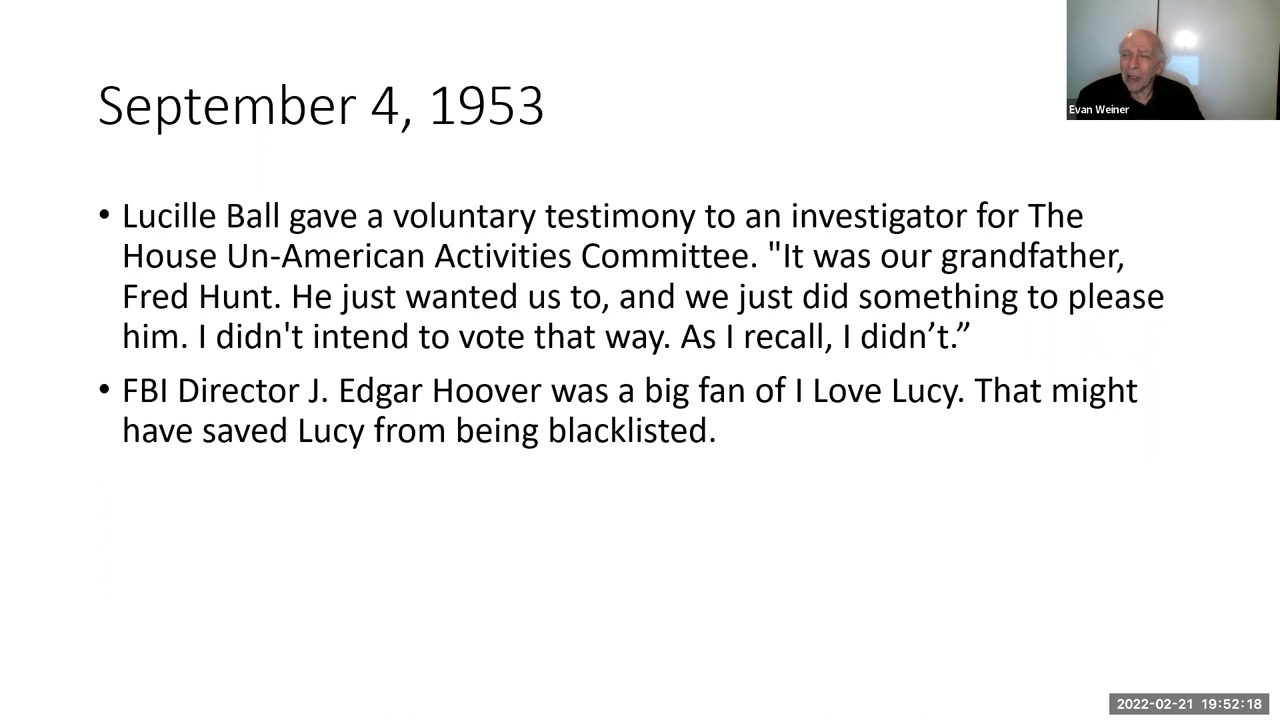 September 4, 1953
Evan Weiner
• Lucille Ball gave a voluntary testimony to an investigator for The
House Un-American Activities Committee. "It was our grandfather,
Fred Hunt. He just wanted us to, and we just did something to please
him. I didn't intend to vote that way. As I recall, I didn’t.”
• FBI Director J. Edgar Hoover was a big fan of I Love Lucy. That might
have saved Lucy from being blacklisted.
2022-02-21 19:52:18